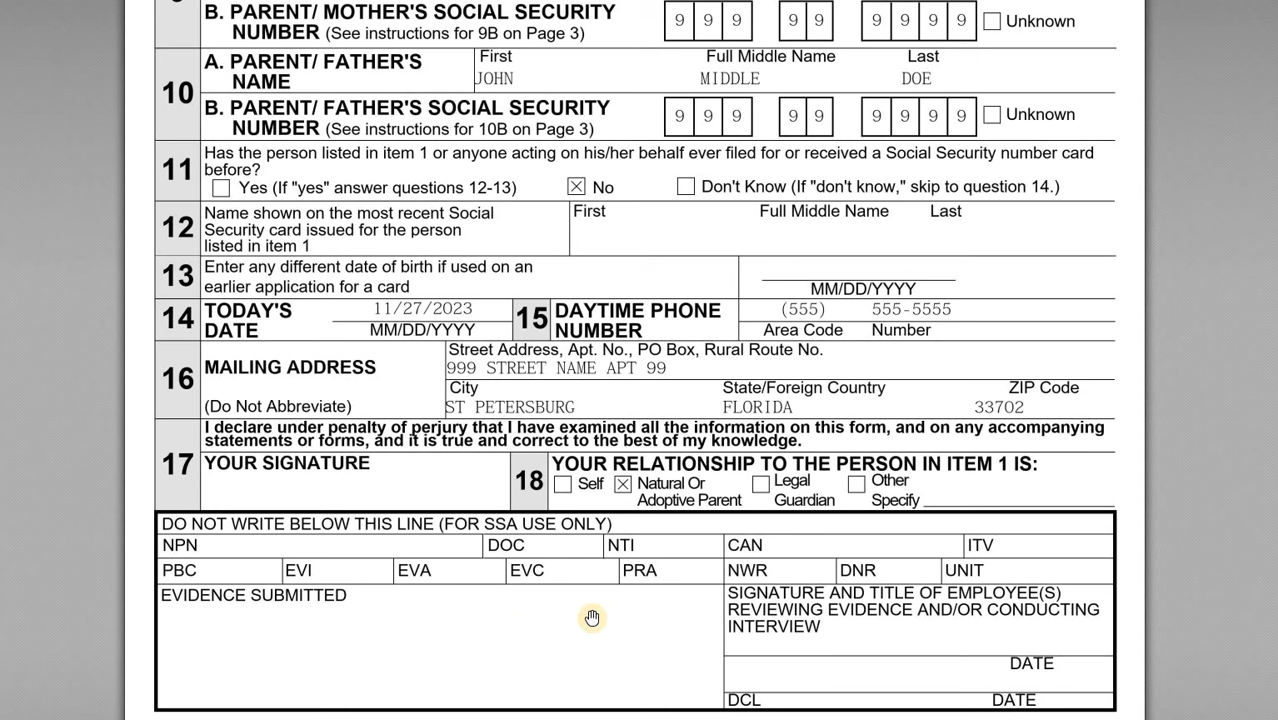 B. PARENT/ MOTHER'S SOCIAL SECURITY
NUMBER (See instructions for 9B on Page 3)
9 9 9 9 9 9 9 9 9 Unknown
10
A. PARENT/ FATHER'S
NAME
First Full Middle Name Last
JOHN MIDDLE DOE
B. PARENT/ FATHER'S SOCIAL SECURITY
NUMBER (See instructions for 10B on Page 3)
9 9 9 9 9 9 9 9 9 Unknown
11
Has the person listed in item 1 or anyone acting on his/her behalf ever filed for or received a Social Security number card
before?
Yes (If "yes" answer questions 12-13) No Don't Know (If "don't know," skip to question 14.)
12
Name shown on the most recent Social
Security card issued for the person
listed in item 1
First Full Middle Name Last
13
Enter any different date of birth if used on an
earlier application for a card
MM/DD/YYYY
14
TODAY'S
DATE
11/27/2023
MM/DD/YYYY
15
DAYTIME PHONE
NUMBER
(555) 555-5555
Area Code Number
16
MAILING ADDRESS
(Do Not Abbreviate)
Street Address, Apt. No., PO Box, Rural Route No.
999 STREET NAME APT 99
City State/Foreign Country ZIP Code
ST PETERSBURG FLORIDA 33702
17
I declare under penalty of perjury that I have examined all the information on this form, and on any accompanying
statements or forms, and it is true and correct to the best of my knowledge.
YOUR SIGNATURE
18
YOUR RELATIONSHIP TO THE PERSON IN ITEM 1 IS:
Self
Natural Or
Adoptive Parent
Legal
Guardian
Other
Specify
DO NOT WRITE BELOW THIS LINE (FOR SSA USE ONLY)
NPN DOC NTI CAN ITV
PBC EVI EVA EVC PRA NWR DNR UNIT
EVIDENCE SUBMITTED
SIGNATURE AND TITLE OF EMPLOYEE(S)
REVIEWING EVIDENCE AND/OR CONDUCTING
INTERVIEW
DATE
DCL DATE